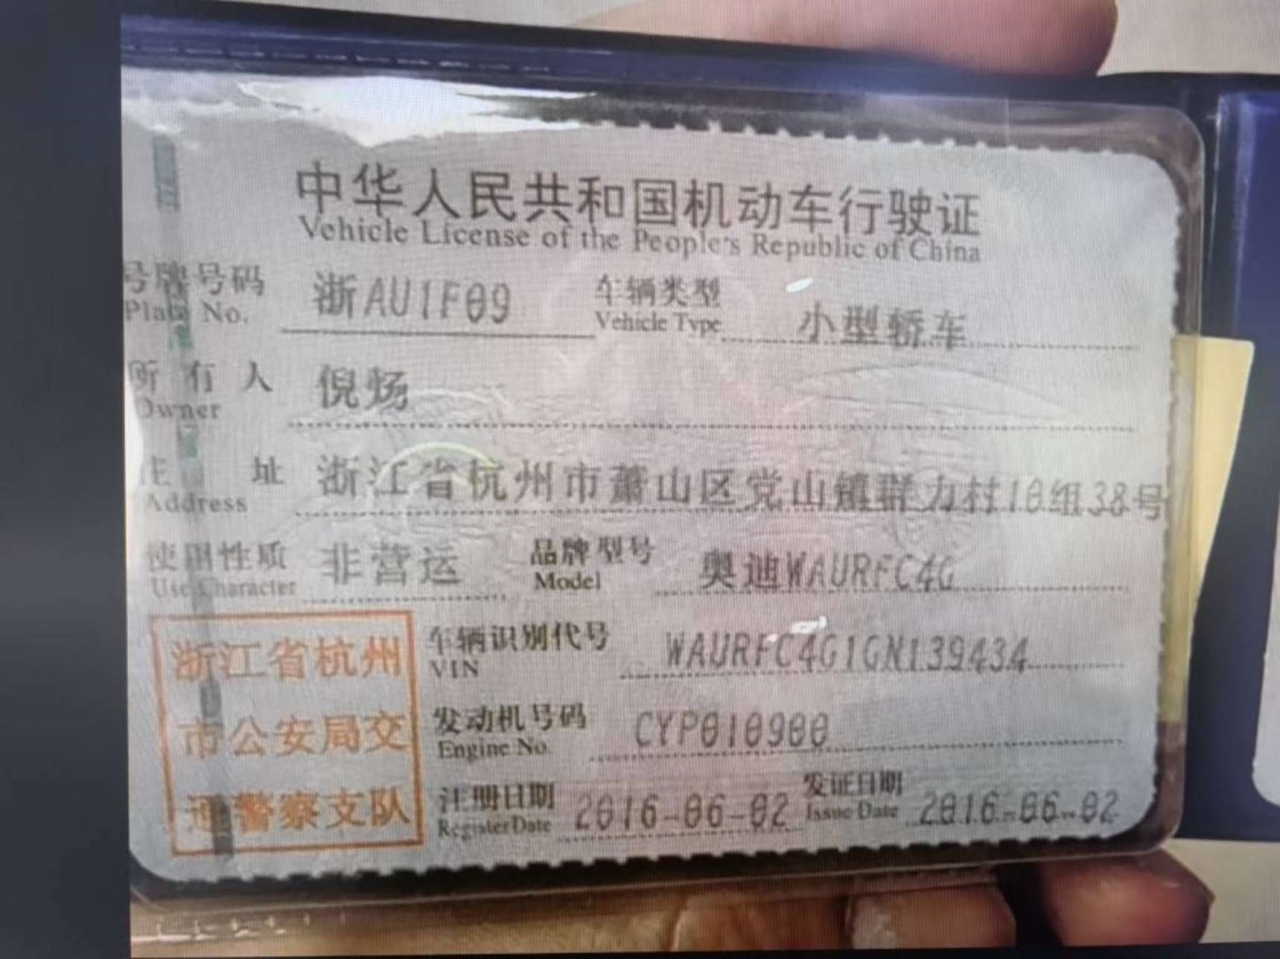 中华人民共和国机动车行驶证
Vehicle License of the People's Republic of China
号牌号码 浙AU1F09 车辆类型 小型轿车
Plate No. Vehicle Type
所有人 倪炀
Owner
住址 浙江省杭州市萧山区党山镇群力村10组38号
Address
使用性质 非营运 品牌型号 奥迪WAURFC4G
Use Character Model
浙江省杭州 车辆识别代号 WAURFC4G1GN139434
VIN
市公安局交 发动机号码 CYP010900
Engine No.
通警察支队 注册日期 2016-06-02 发证日期 2016-06-02
Register Date Issue Date